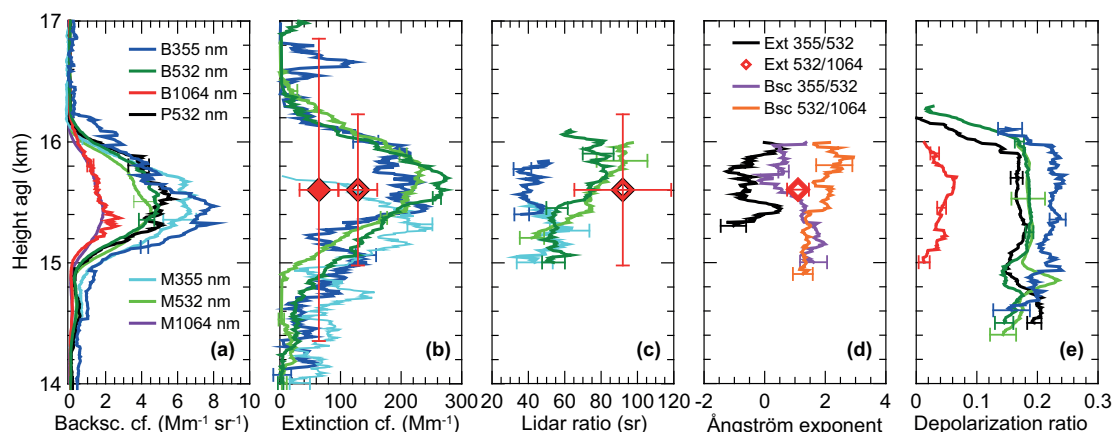 17
16
15
14
Height agl (km)
B355 nm
B532 nm
B1064 nm
P532 nm
M355 nm
M532 nm
M1064 nm
(a)
0 2 4 6 8 10
Backsc. cf. (Mm⁻¹ sr⁻¹)
(b)
0 100 200 300
Extinction cf. (Mm⁻¹)
(c)
20 40 60 80 100 120
Lidar ratio (sr)
Ext 355/532
Ext 532/1064
Bsc 355/532
Bsc 532/1064
(d)
-2 0 2 4
Ångström exponent
(e)
0.0 0.1 0.2 0.3
Depolarization ratio